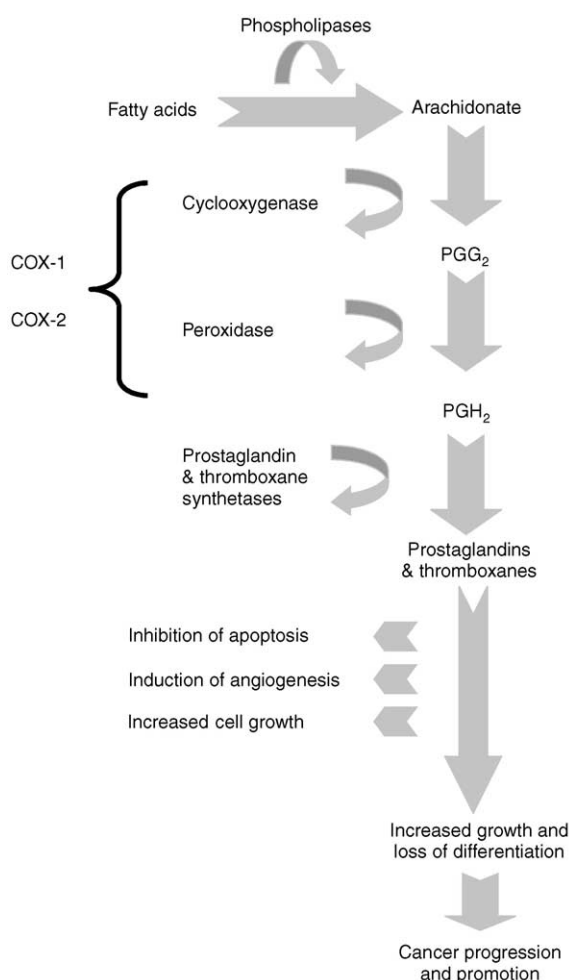 Phospholipases
Fatty acids
Arachidonate
Cyclooxygenase
COX-1
PGG₂
COX-2
Peroxidase
PGH₂
Prostaglandin
& thromboxane
synthetases
Prostaglandins
& thromboxanes
Inhibition of apoptosis
Induction of angiogenesis
Increased cell growth
Increased growth and
loss of differentiation
Cancer progression
and promotion